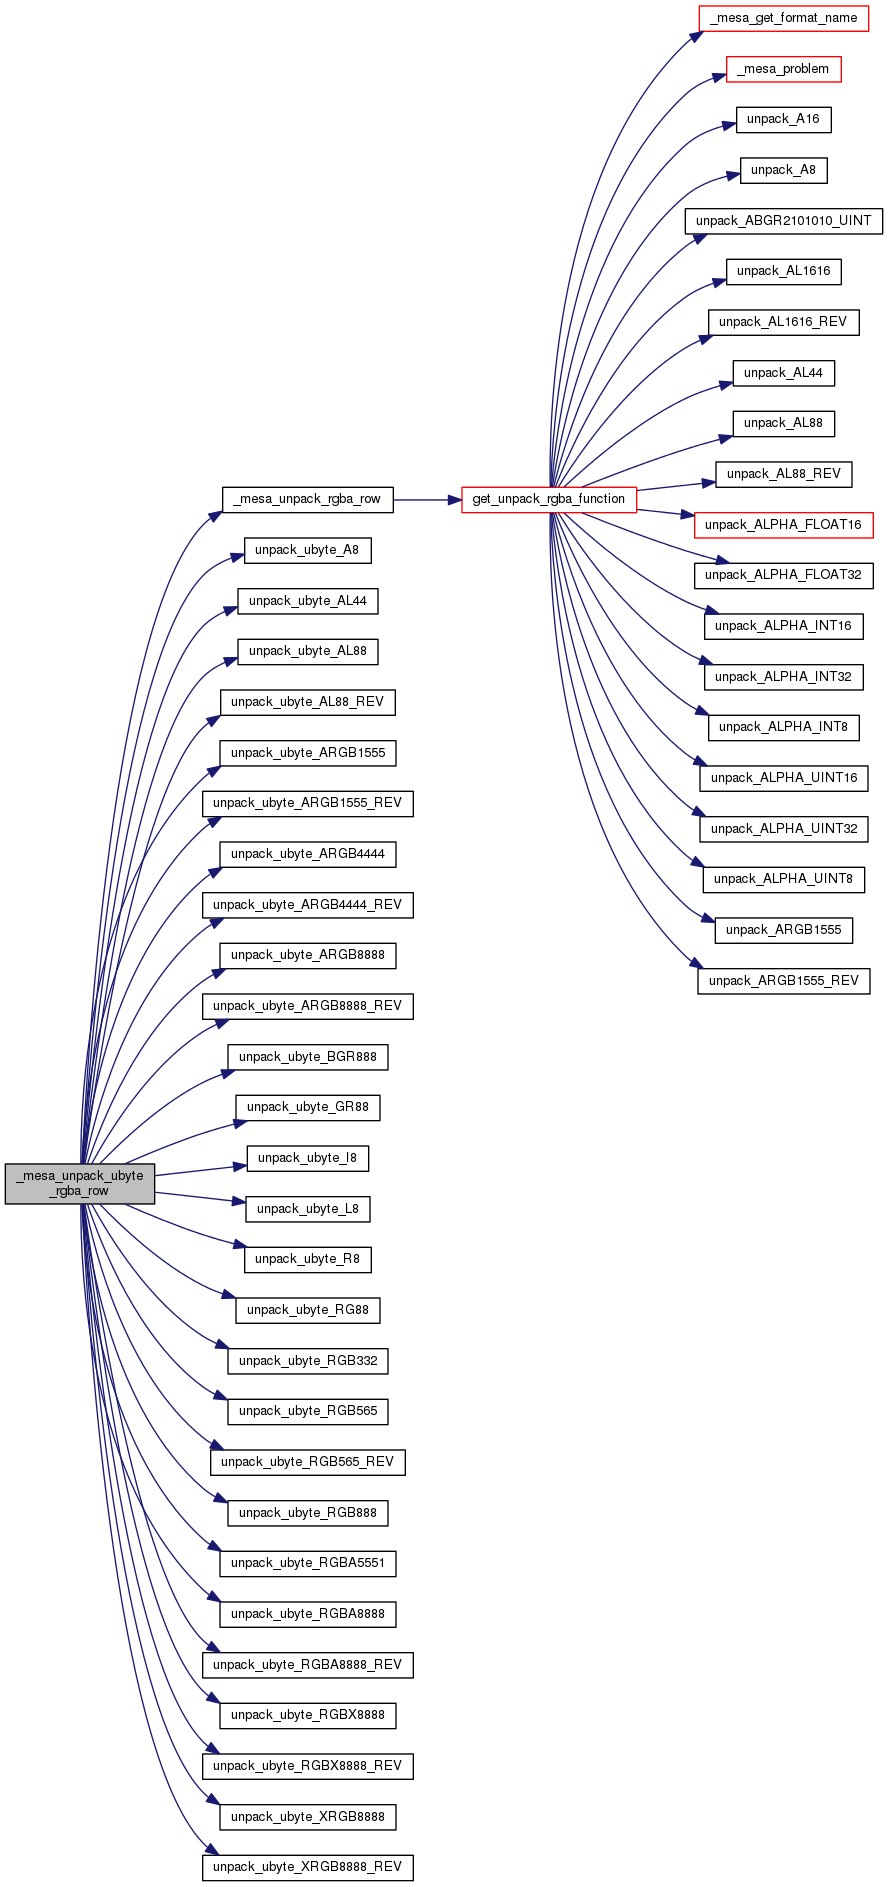 _mesa_get_format_name
_mesa_problem
unpack_A16
unpack_A8
unpack_ABGR2101010_UINT
unpack_AL1616
unpack_AL1616_REV
unpack_AL44
unpack_AL88
unpack_AL88_REV
_mesa_unpack_rgba_row
get_unpack_rgba_function
unpack_ALPHA_FLOAT16
unpack_ALPHA_FLOAT32
unpack_ALPHA_INT16
unpack_ALPHA_INT32
unpack_ALPHA_INT8
unpack_ALPHA_UINT16
unpack_ALPHA_UINT32
unpack_ALPHA_UINT8
unpack_ARGB1555
unpack_ARGB1555_REV
unpack_ubyte_A8
unpack_ubyte_AL44
unpack_ubyte_AL88
unpack_ubyte_AL88_REV
unpack_ubyte_ARGB1555
unpack_ubyte_ARGB1555_REV
unpack_ubyte_ARGB4444
unpack_ubyte_ARGB4444_REV
unpack_ubyte_ARGB8888
unpack_ubyte_ARGB8888_REV
unpack_ubyte_BGR888
unpack_ubyte_GR88
unpack_ubyte_I8
_mesa_unpack_ubyte
_rgba_row
unpack_ubyte_L8
unpack_ubyte_R8
unpack_ubyte_RG88
unpack_ubyte_RGB332
unpack_ubyte_RGB565
unpack_ubyte_RGB565_REV
unpack_ubyte_RGB888
unpack_ubyte_RGBA5551
unpack_ubyte_RGBA8888
unpack_ubyte_RGBA8888_REV
unpack_ubyte_RGBX8888
unpack_ubyte_RGBX8888_REV
unpack_ubyte_XRGB8888
unpack_ubyte_XRGB8888_REV